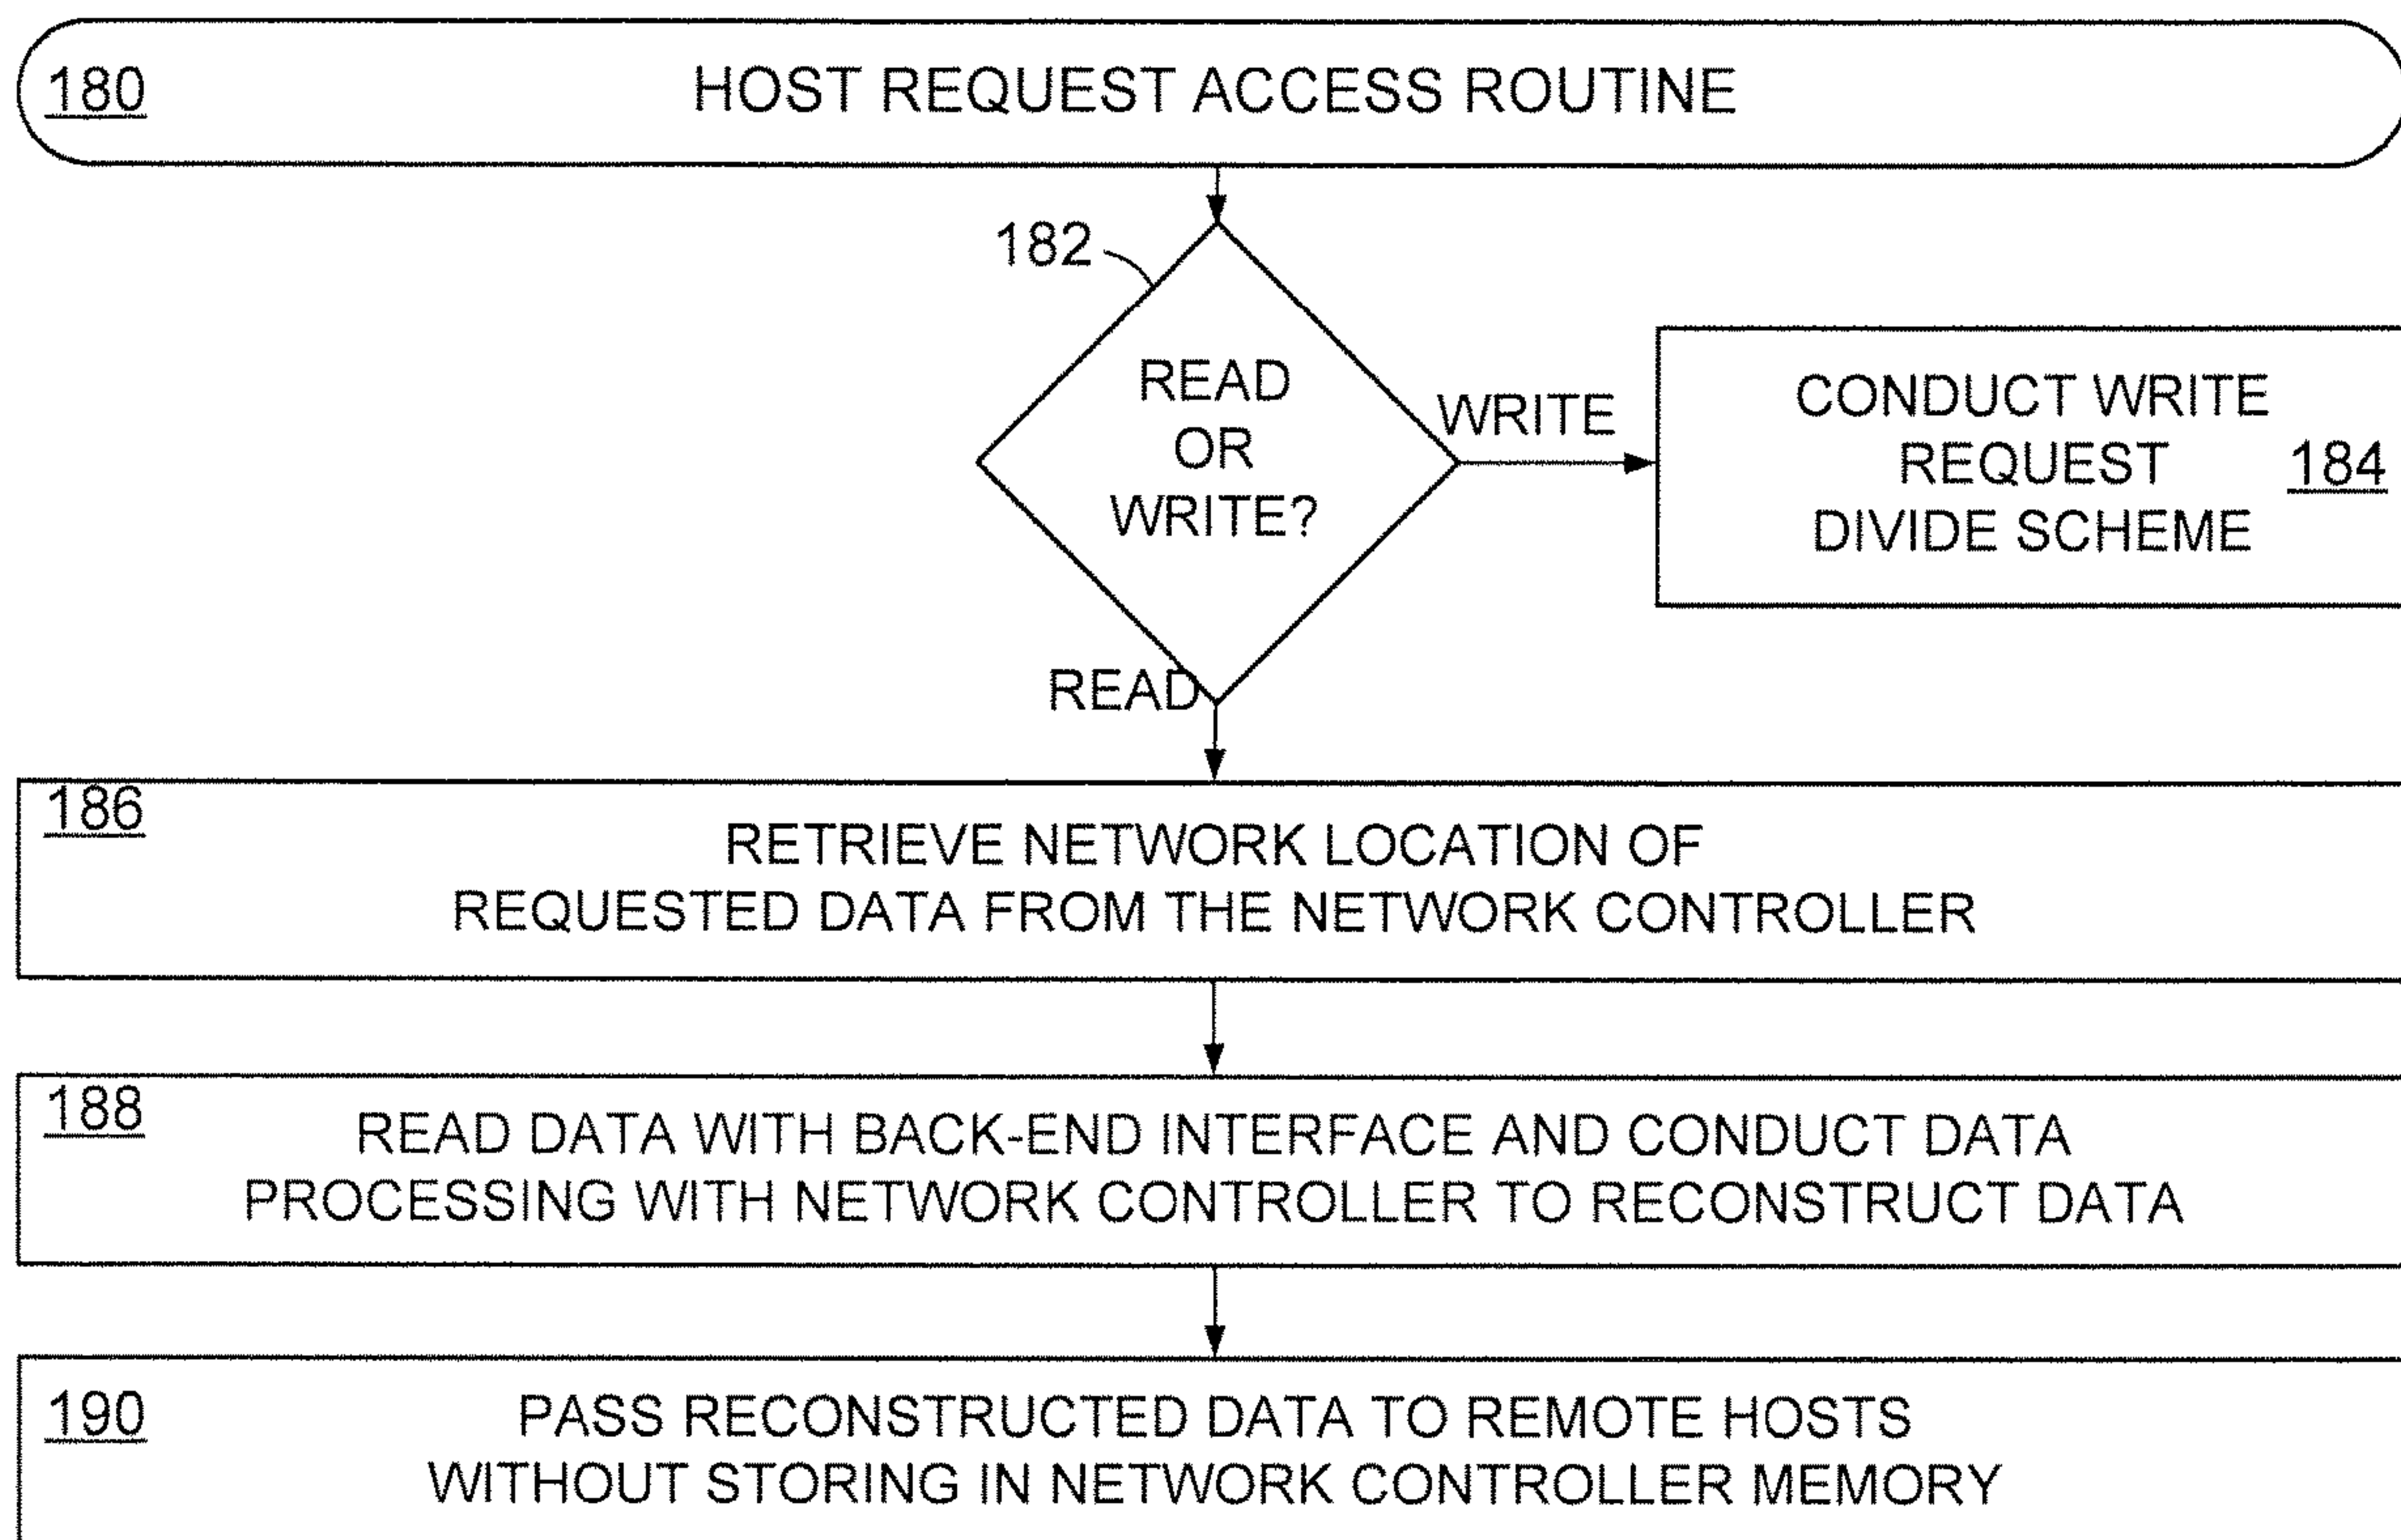 180 HOST REQUEST ACCESS ROUTINE
182
READ
OR
WRITE?
WRITE
CONDUCT WRITE
REQUEST
DIVIDE SCHEME
184
READ
186
RETRIEVE NETWORK LOCATION OF
REQUESTED DATA FROM THE NETWORK CONTROLLER
188
READ DATA WITH BACK-END INTERFACE AND CONDUCT DATA
PROCESSING WITH NETWORK CONTROLLER TO RECONSTRUCT DATA
190
PASS RECONSTRUCTED DATA TO REMOTE HOSTS
WITHOUT STORING IN NETWORK CONTROLLER MEMORY